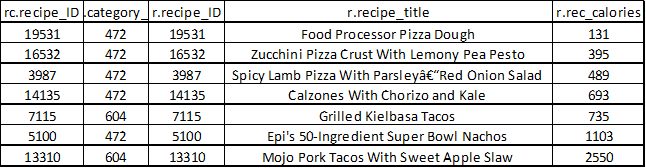 rc.recipe_ID .category_ r.recipe_ID r.recipe_title r.rec_calories
19531 472 19531 Food Processor Pizza Dough 131
16532 472 16532 Zucchini Pizza Crust With Lemony Pea Pesto 395
3987 472 3987 Spicy Lamb Pizza With Parsleyâ€“Red Onion Salad 489
14135 472 14135 Calzones With Chorizo and Kale 693
7115 604 7115 Grilled Kielbasa Tacos 735
5100 472 5100 Epi's 50-Ingredient Super Bowl Nachos 1103
13310 604 13310 Mojo Pork Tacos With Sweet Apple Slaw 2550